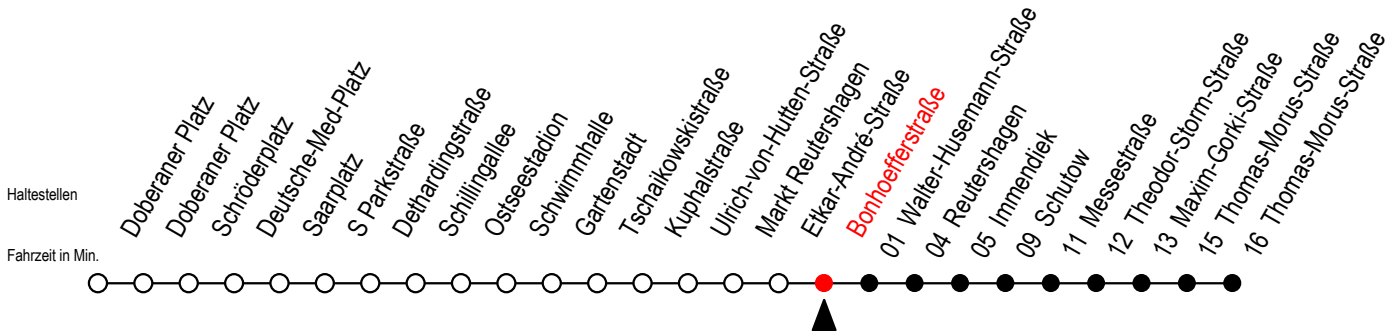 Haltestellen
Fahrzeit in Min.
Doberaner Platz
Doberaner Platz
Schröderplatz
Deutsche-Med-Platz
Saarplatz
S Parkstraße
Dethardingstraße
Schillingallee
Ostseestadion
Schwimmhalle
Gartenstadt
Tschaikowskistraße
Kuphalstraße
Ulrich-von-Hutten-Straße
Markt Reutershagen
Etkar-André-Straße
Bonhoefferstraße
01 Walter-Husemann-Straße
04 Reutershagen
05 Immendiek
09 Schutow
11 Messestraße
12 Theodor-Storm-Straße
13 Maxim-Gorki-Straße
15 Thomas-Morus-Straße
16 Thomas-Morus-Straße